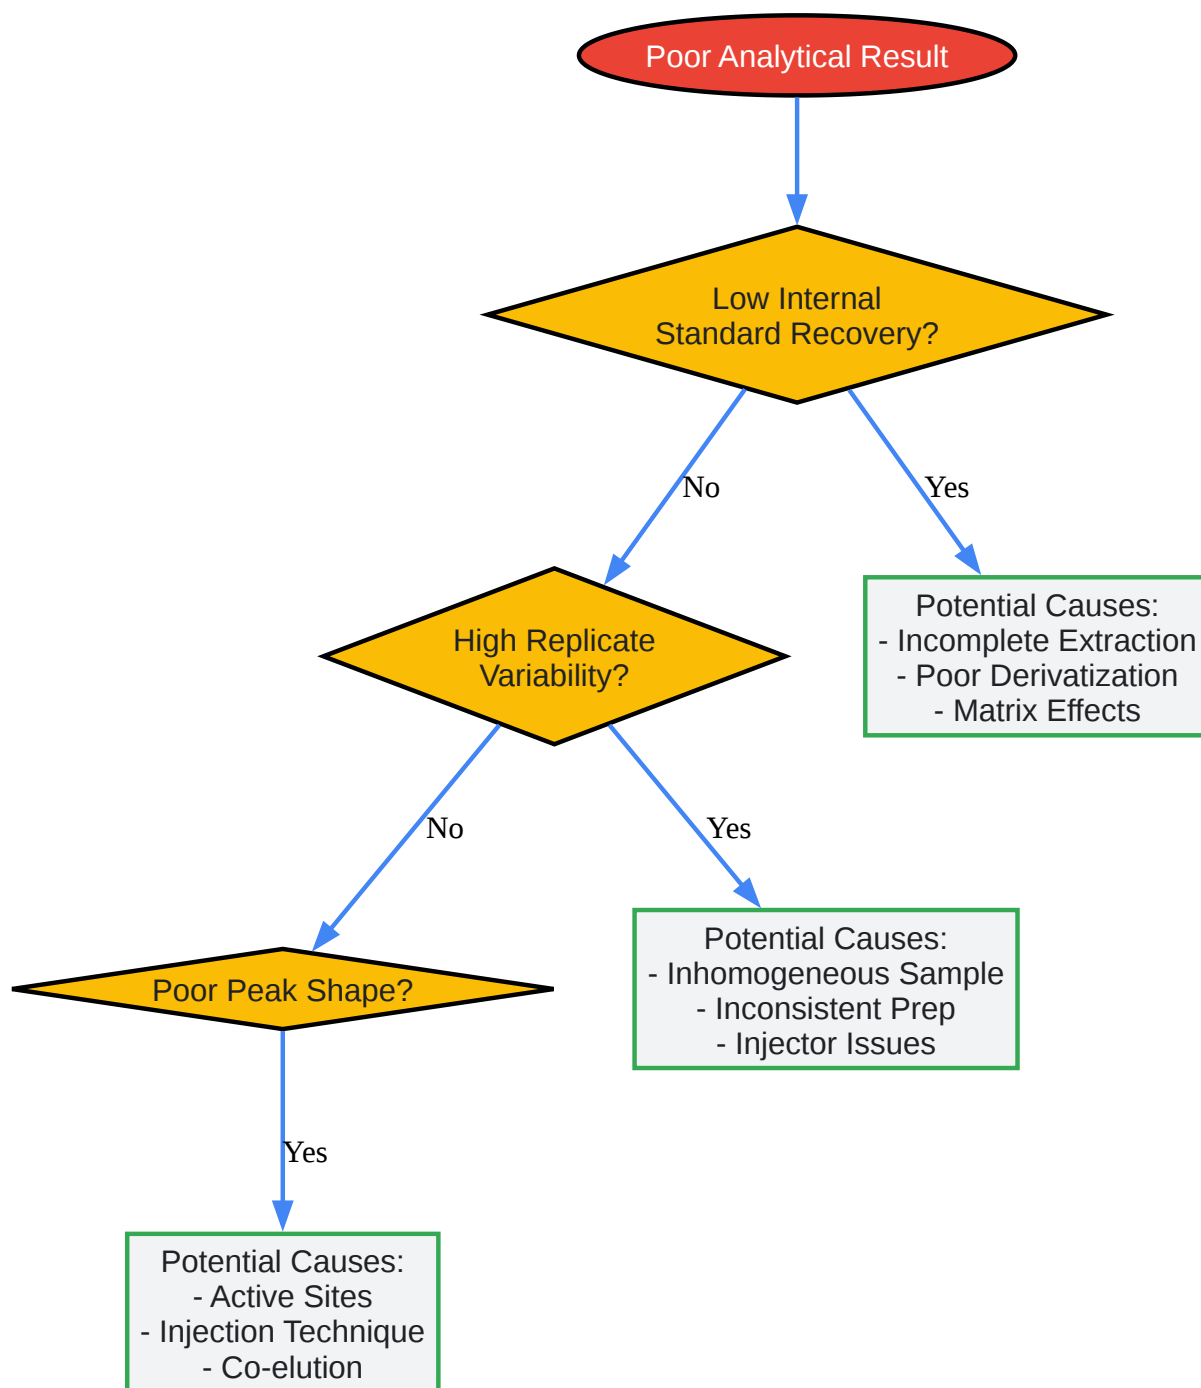 Poor Analytical Result
Low Internal
Standard Recovery?
No
Yes
High Replicate
Variability?
Potential Causes:
- Incomplete Extraction
- Poor Derivatization
- Matrix Effects
No
Yes
Poor Peak Shape?
Potential Causes:
- Inhomogeneous Sample
- Inconsistent Prep
- Injector Issues
Yes
Potential Causes:
- Active Sites
- Injection Technique
- Co-elution